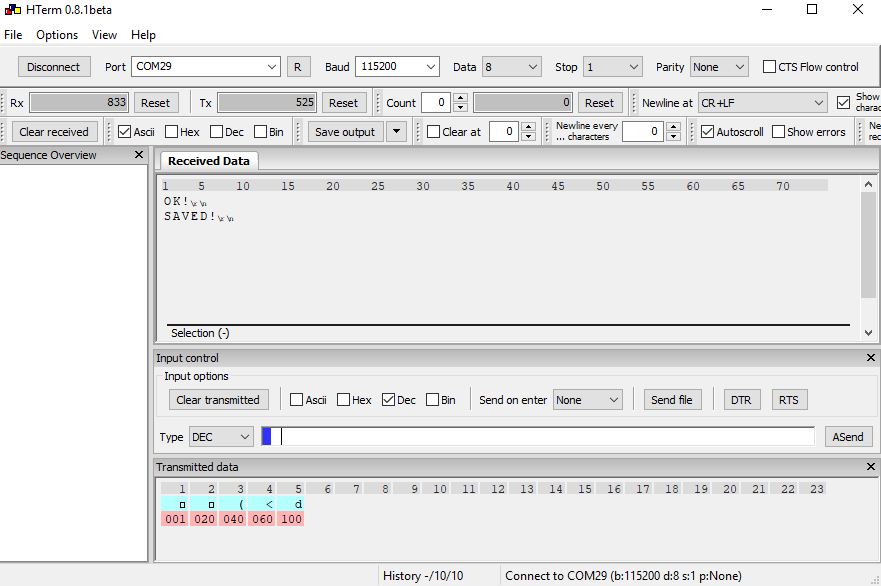 HTerm 0.8.1beta
File Options View Help
Disconnect Port COM29 R Baud 115200 Data 8 Stop 1 Parity None CTS Flow control
Rx 833 Reset Tx 525 Reset Count 0 0 Reset Newline at CR+LF Show
charac
Clear received Ascii Hex Dec Bin Save output Clear at 0 Newline every
... characters 0 Autoscroll Show errors Ne
rec
Sequence Overview
Received Data
1 5 10 15 20 25 30 35 40 45 50 55 60 65 70
OK!\r\n
SAVED!\r\n
Selection (-)
Input control
Input options
Clear transmitted Ascii Hex Dec Bin Send on enter None Send file DTR RTS
Type DEC ASend
Transmitted data
1 2 3 4 5 6 7 8 9 10 11 12 13 14 15 16 17 18 19 20 21 22 23
¤ ¤ ( < d
001 020 040 060 100
History -/10/10 Connect to COM29 (b:115200 d:8 s:1 p:None)